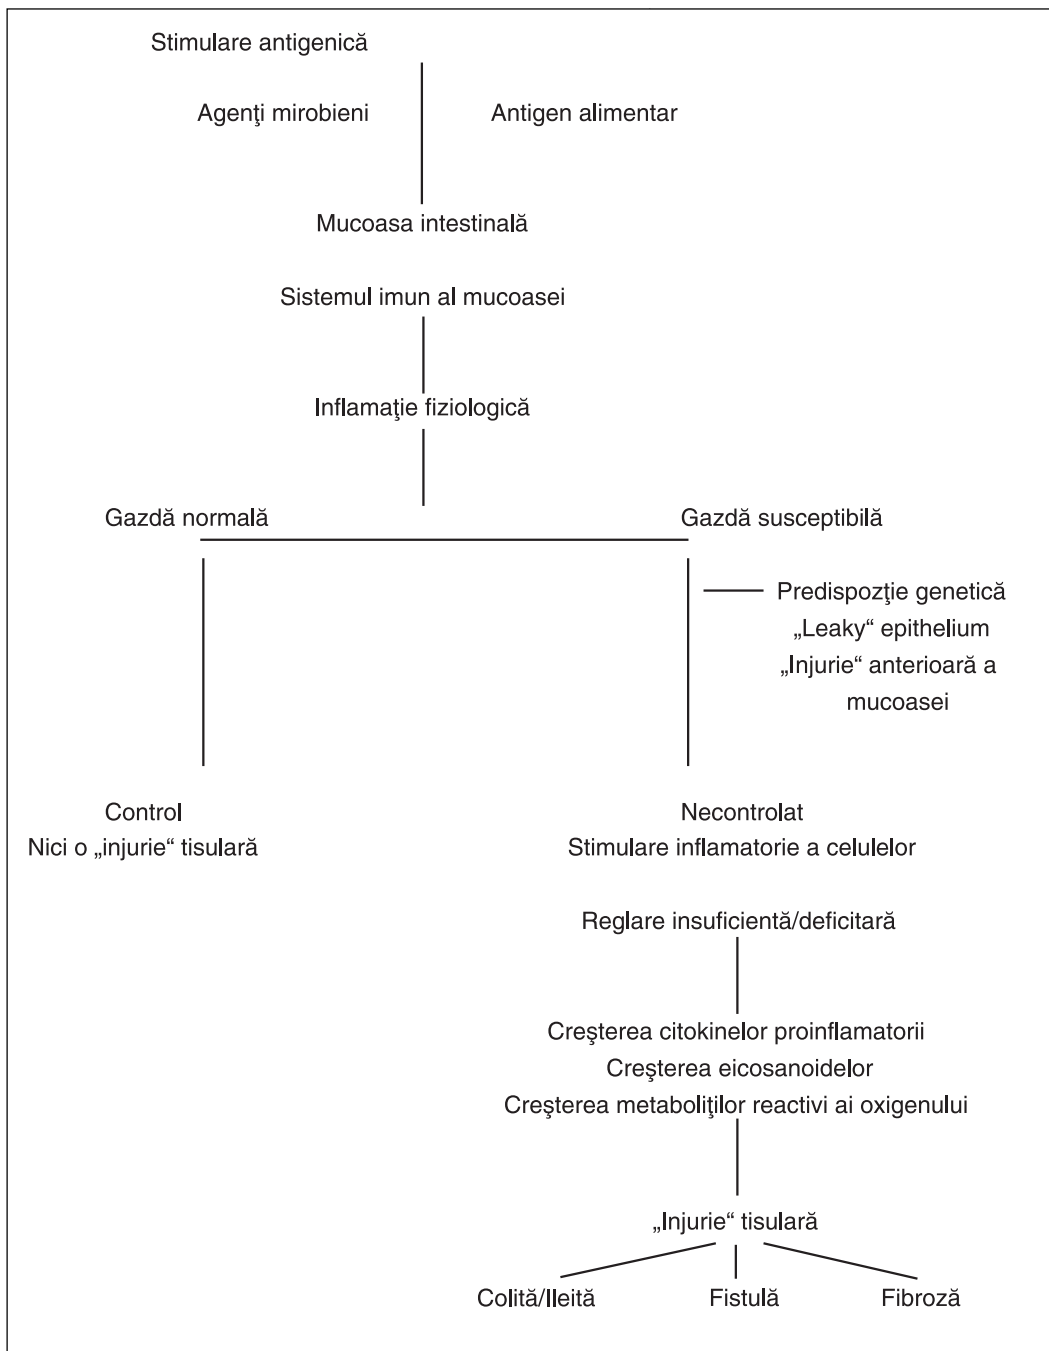 Stimulare antigenică
Agenţi mirobieni
Antigen alimentar
Mucoasa intestinală
Sistemul imun al mucoasei
Inflamaţie fiziologică
Gazdă normală
Gazdă susceptibilă
Predispozţie genetică
„Leaky“ epithelium
„Injurie“ anterioară a
mucoasei
Control
Nici o „injurie“ tisulară
Necontrolat
Stimulare inflamatorie a celulelor
Reglare insuficientă/deficitară
Creşterea citokinelor proinflamatorii
Creşterea eicosanoidelor
Creşterea metaboliţilor reactivi ai oxigenului
„Injurie“ tisulară
Colită/Ileită
Fistulă
Fibroză